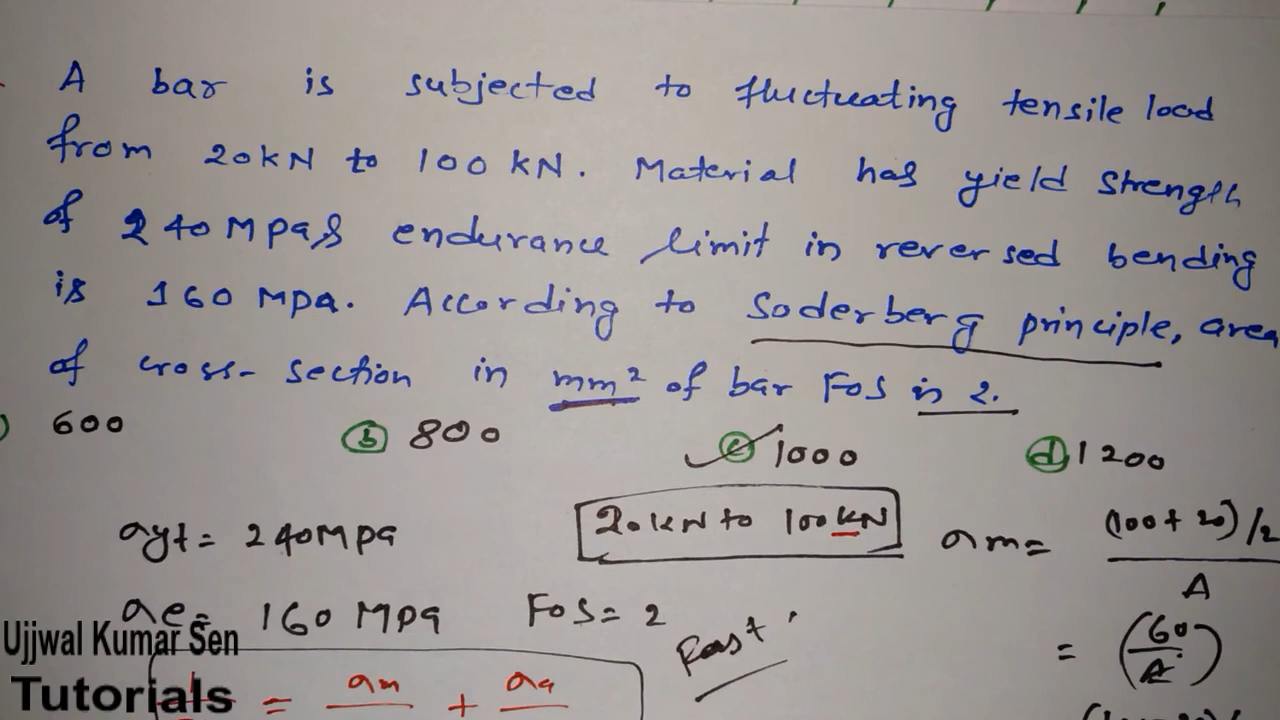 A bar is subjected to fluctuating tensile load
from 20kN to 100 kN. Material has yield strength
of 240 MPa & endurance limit in reversed bending
is 160 MPa. According to Soderberg principle, area
of cross-section in mm² of bar FoS is 2.
) 600 (b) 800 (c) 1000 (d) 1200
σyt = 240MPa
20kN to 100kN
σm = (100+20)/2
A
σe = 160 MPa FoS = 2
Fast
= (60/A)
= σm + σa
Ujjwal Kumar Sen
Tutorials